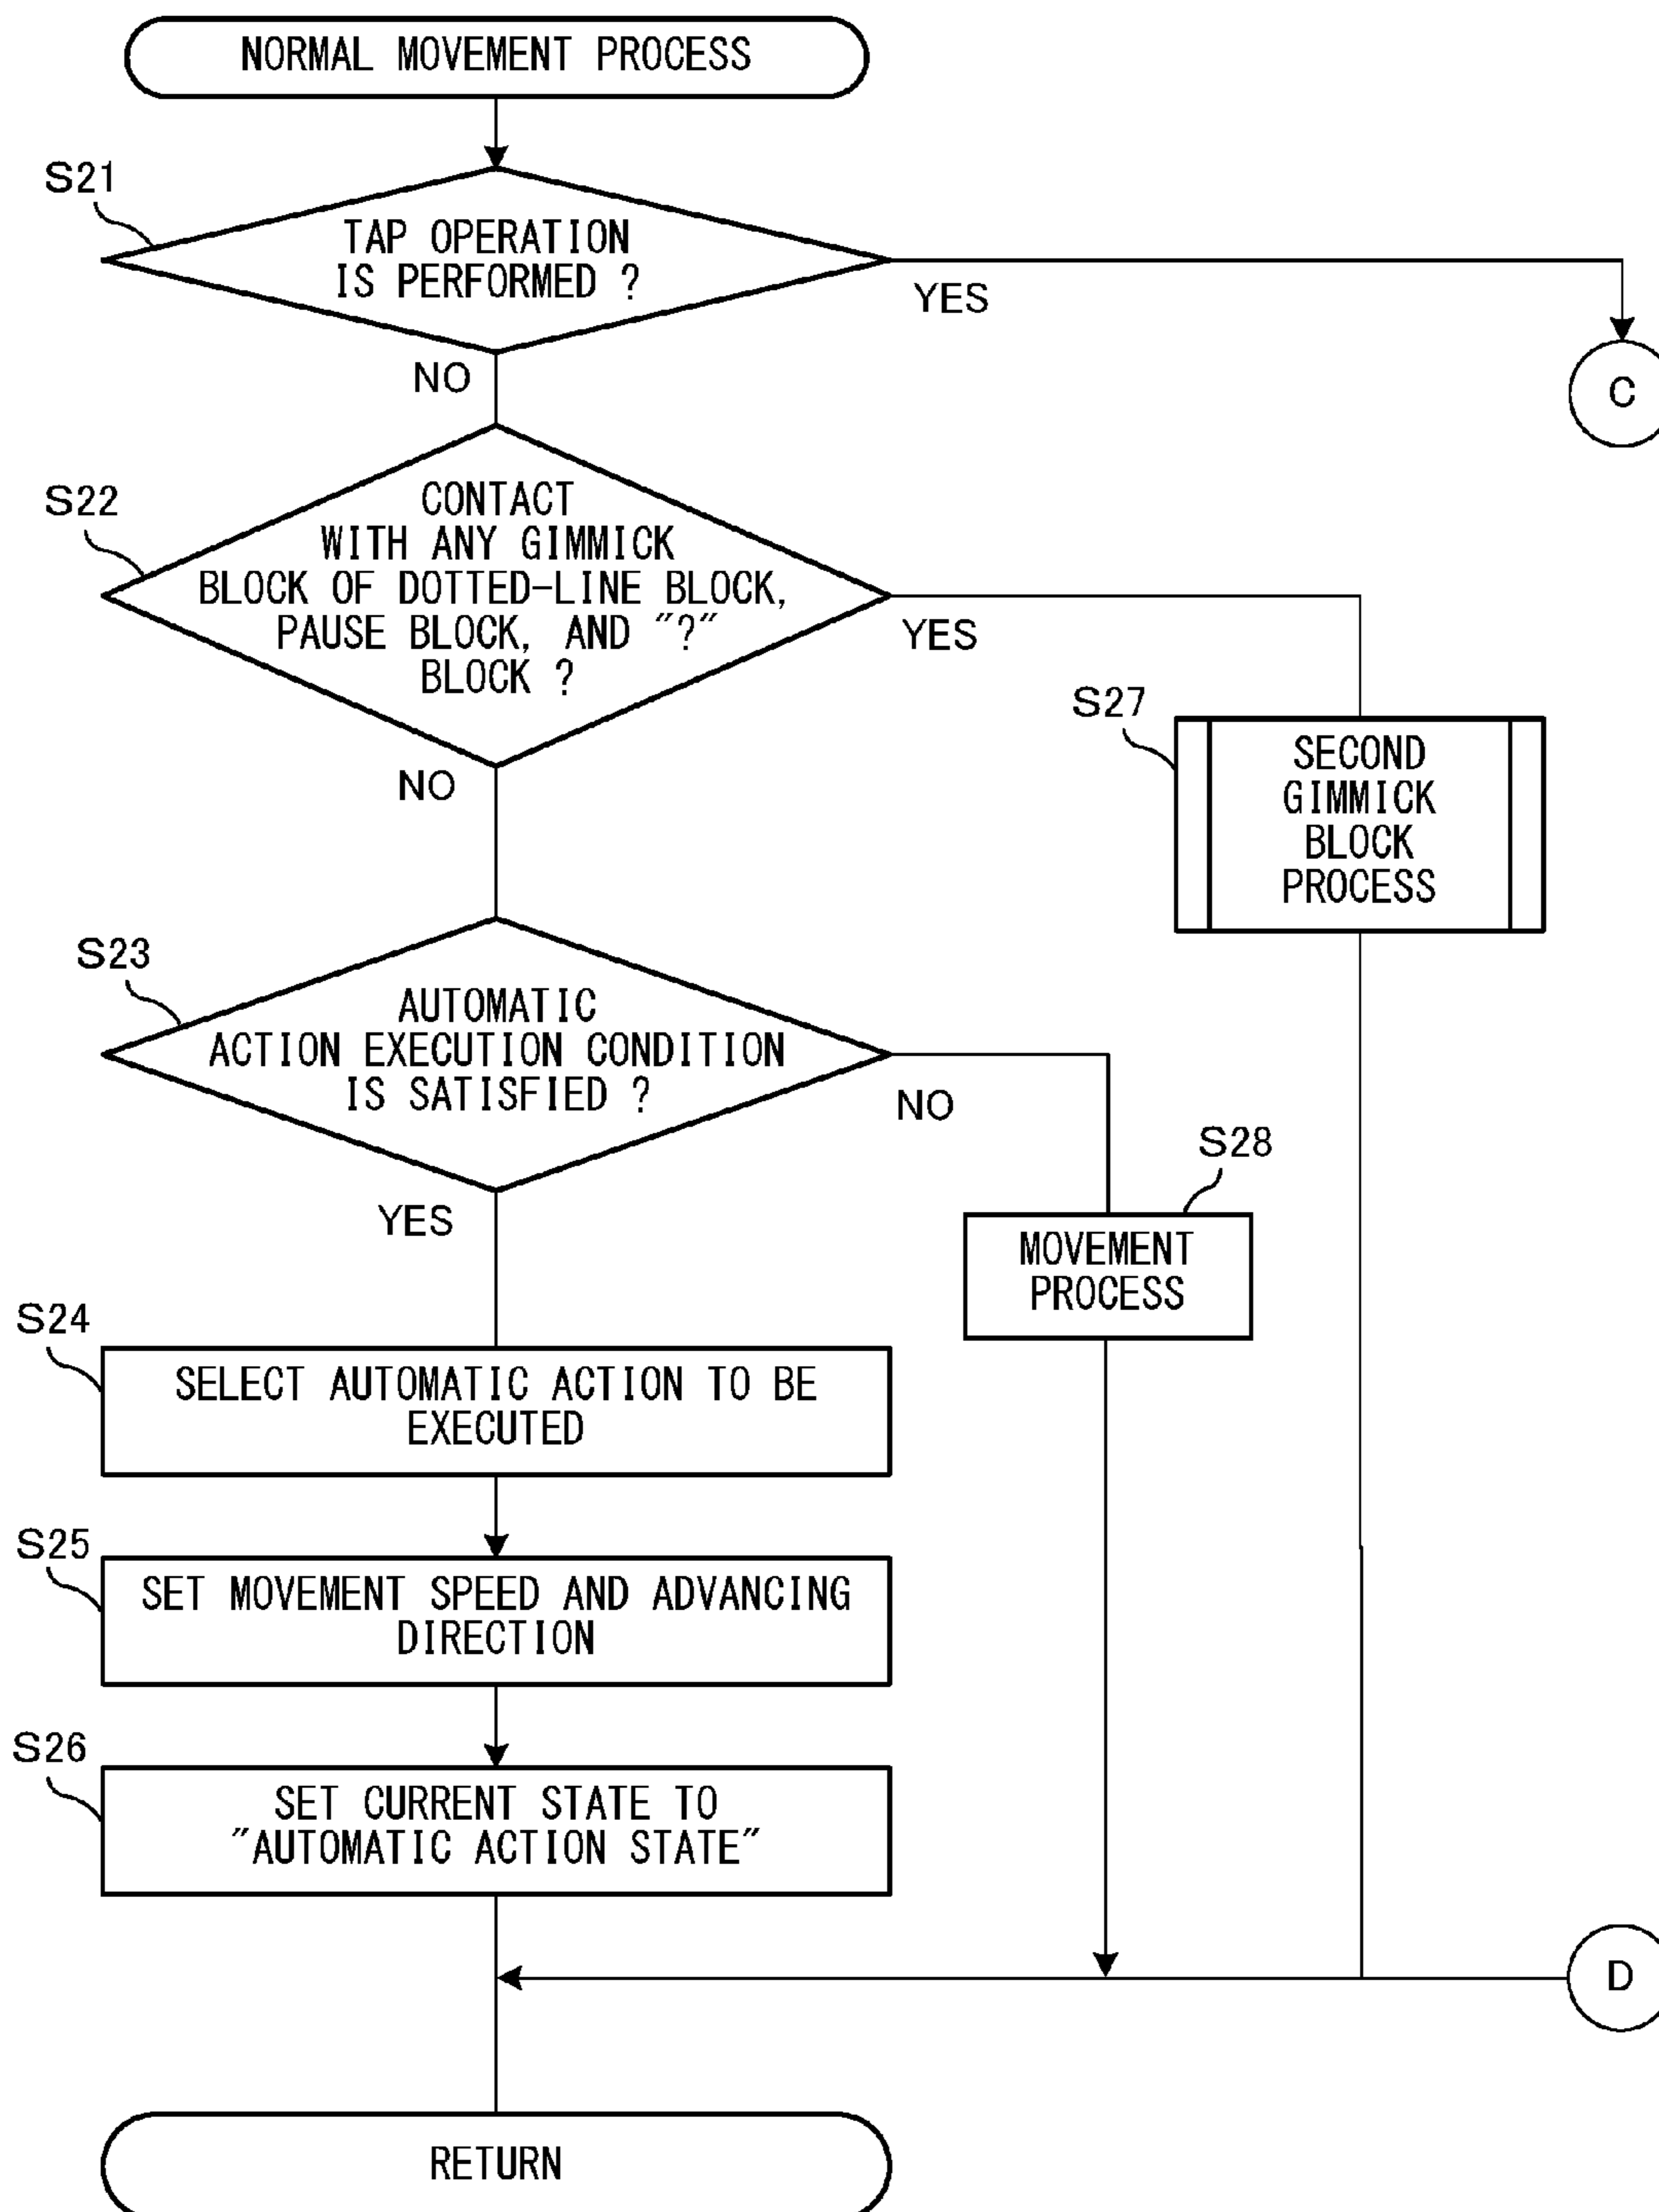 NORMAL MOVEMENT PROCESS
S21
TAP OPERATION
IS PERFORMED ?
YES
NO
C
S22
CONTACT
WITH ANY GIMMICK
BLOCK OF DOTTED-LINE BLOCK,
PAUSE BLOCK, AND "?"
BLOCK ?
YES
NO
S27
SECOND
GIMMICK
BLOCK
PROCESS
S23
AUTOMATIC
ACTION EXECUTION CONDITION
IS SATISFIED ?
NO
YES
S28
MOVEMENT
PROCESS
S24
SELECT AUTOMATIC ACTION TO BE
EXECUTED
S25
SET MOVEMENT SPEED AND ADVANCING
DIRECTION
S26
SET CURRENT STATE TO
"AUTOMATIC ACTION STATE"
D
RETURN